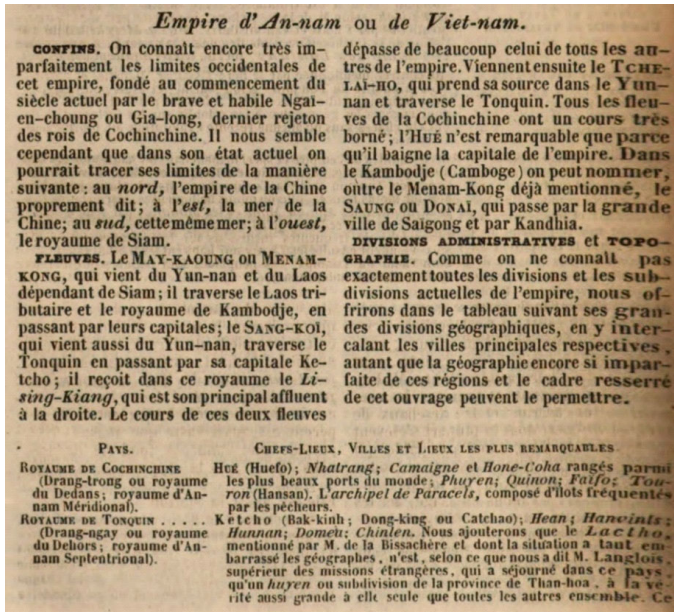 Empire d'An-nam ou de Viet-nam.
CONFINS. On connaît encore très im-
parfaitement les limites occidentales de
cet empire, fondé au commencement du
siècle actuel par le brave et habile Ngai-
en-choung ou Gia-long, dernier rejeton
des rois de Cochinchine. Il nous semble
cependant que dans son état actuel on
pourrait tracer ses limites de la manière
suivante : au nord, l'empire de la Chine
proprement dit; à l'est, la mer de la
Chine; au sud, cette même mer; à l'ouest,
le royaume de Siam.
FLEUVES. Le MAY-KAOUNG ou MENAM-
KONG, qui vient du Yun-nan et du Laos
dépendant de Siam; il traverse le Laos tri-
butaire et le royaume de Kambodje, en
passant par leurs capitales; le SANG-KOÏ,
qui vient aussi du Yun-nan, traverse le
Tonquin en passant par sa capitale Ke-
tcho; il reçoit dans ce royaume le Li-
sing-Kiang, qui est son principal affluent
à la droite. Le cours de ces deux fleuves
dépasse de beaucoup celui de tous les au-
tres de l'empire. Viennent ensuite le TCHE-
LAÏ-HO, qui prend sa source dans le Yun-
nan et traverse le Tonquin. Tous les fleu-
ves de la Cochinchine ont un cours très
borné; l'HUÉ n'est remarquable que parce
qu'il baigne la capitale de l'empire. Dans
le Kambodje (Camboge) on peut nommer,
outre le Menam-Kong déjà mentionné, le
SAUNG ou DONAÏ, qui passe par la grande
ville de Saïgong et par Kandhia.
DIVISIONS ADMINISTRATIVES et TOPO-
GRAPHIE. Comme on ne connaît pas
exactement toutes les divisions et les sub-
divisions actuelles de l'empire, nous of-
frirons dans le tableau suivant ses gran-
des divisions géographiques, en y inter-
calant les villes principales respectives,
autant que la géographie encore si impar-
faite de ces régions et le cadre resserré
de cet ouvrage peuvent le permettre.
PAYS.
CHEFS-LIEUX, VILLES ET LIEUX LES PLUS REMARQUABLES
ROYAUME DE COCHINCHINE
(Drang-trong ou royaume
du Dedans; royaume d'An-
nam Méridional).
HUÉ (Huefo); Nhatrang; Camaigne et Hone-Coha rangés parmi
les plus beaux ports du monde; Phuyen; Quinon; Faïfo; Tou-
ron (Hansan). L'archipel de Paracels, composé d'îlots fréquentés
par les pêcheurs.
ROYAUME DE TONQUIN .....
(Drang-ngay ou royaume
du Dehors; royaume d'An-
nam Septentrional).
Ketcho (Bak-kinh; Dong-king ou Catchao); Hean; Hanvints;
Hunnan; Domeu; Chinlen. Nous ajouterons que le Lactho,
mentionné par M. de la Bissachère et dont la situation a tant em-
barrassé les géographes, n'est, selon ce que nous a dit M. Langlois,
supérieur des missions étrangères, qui a séjourné dans ce pays,
qu'un huyen ou subdivision de la province de Than-hoa, à la vé-
rité aussi grande à elle seule que toutes les autres ensemble. Ce